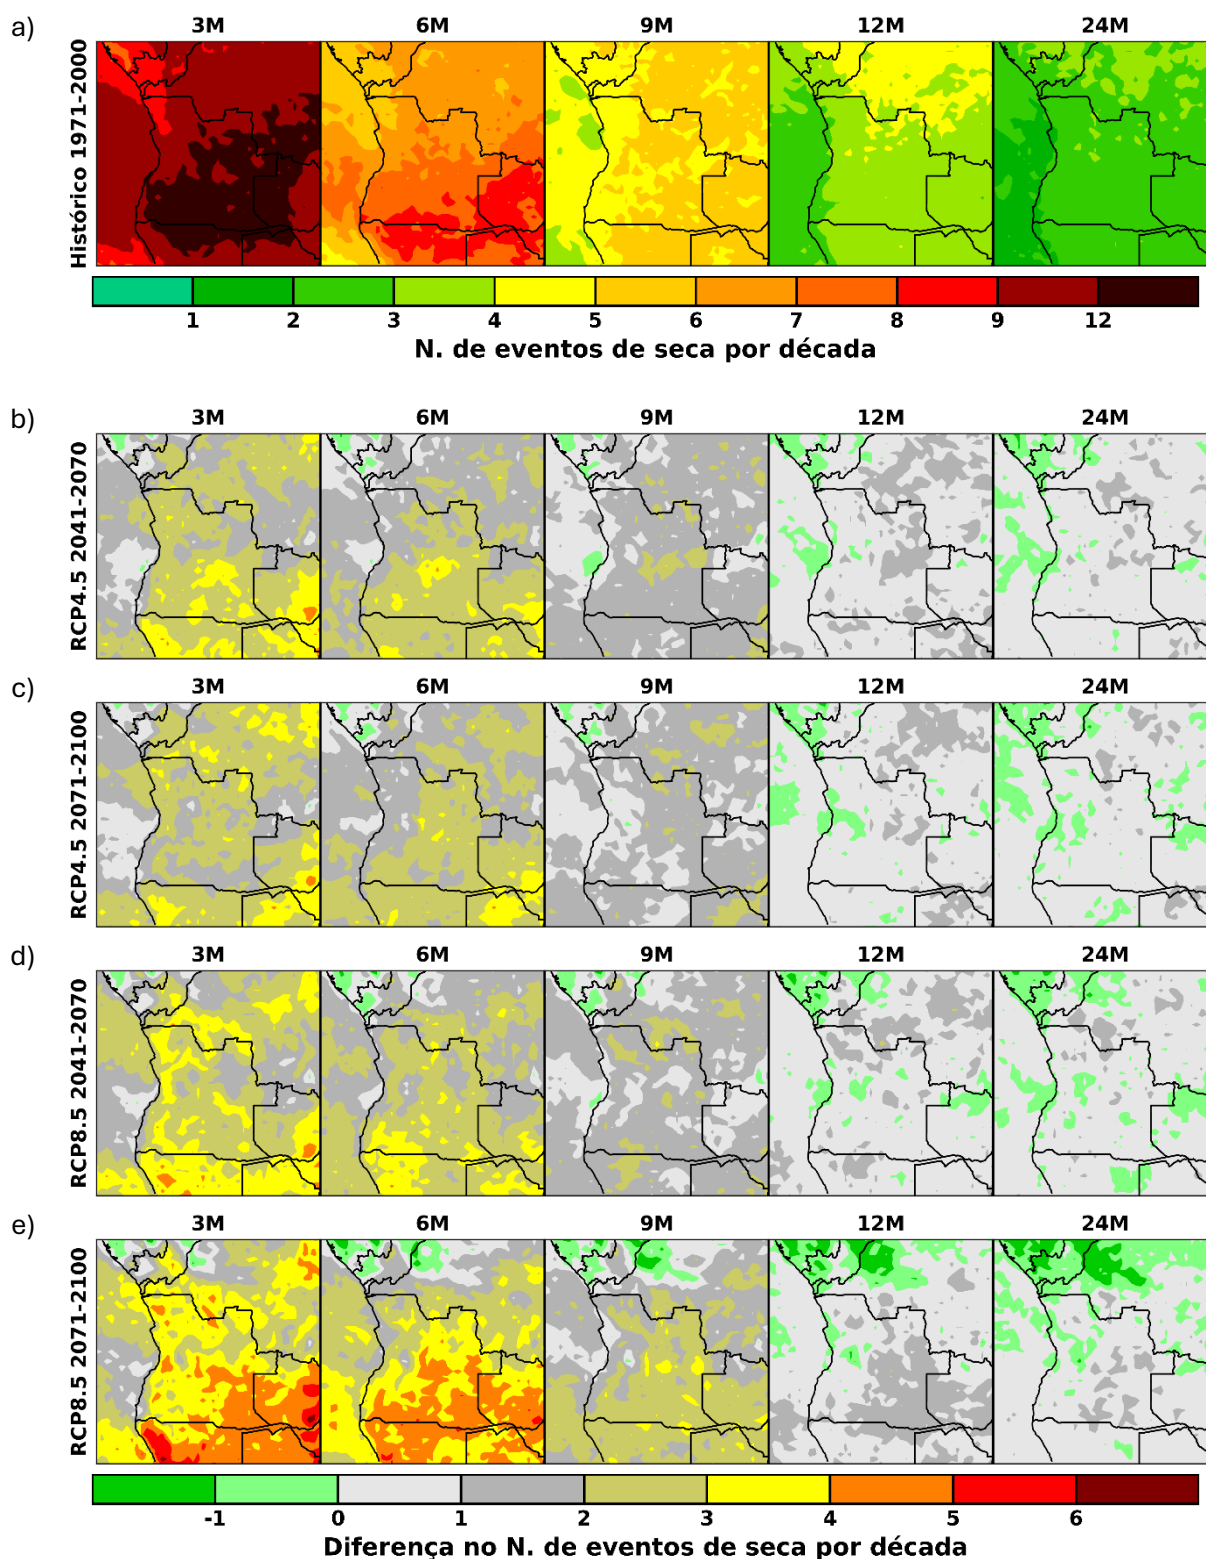 a)
3M 6M 9M 12M 24M
Histórico 1971-2000
1 2 3 4 5 6 7 8 9 12
N. de eventos de seca por década
b)
3M 6M 9M 12M 24M
RCP4.5 2041-2070
c)
3M 6M 9M 12M 24M
RCP4.5 2071-2100
d)
3M 6M 9M 12M 24M
RCP8.5 2041-2070
e)
3M 6M 9M 12M 24M
RCP8.5 2071-2100
-1 0 1 2 3 4 5 6
Diferença no N. de eventos de seca por década